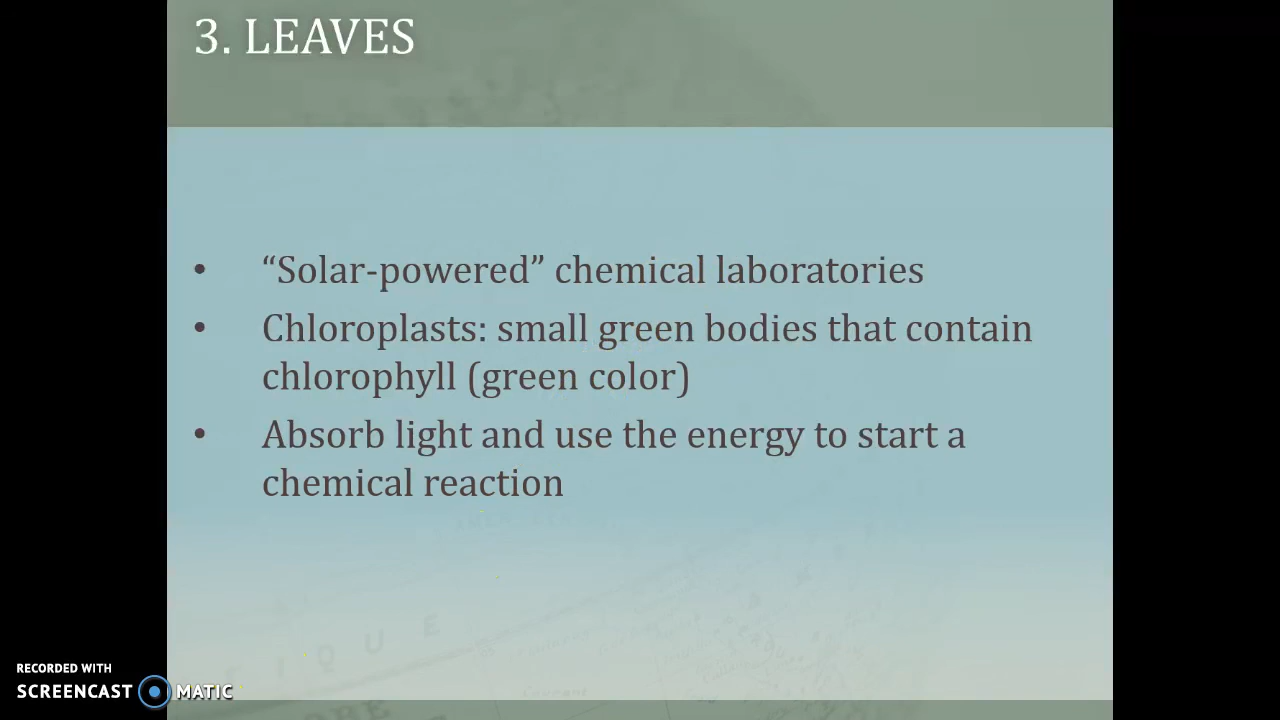 3. LEAVES
• “Solar-powered” chemical laboratories
• Chloroplasts: small green bodies that contain
chlorophyll (green color)
• Absorb light and use the energy to start a
chemical reaction
RECORDED WITH
SCREENCAST MATIC